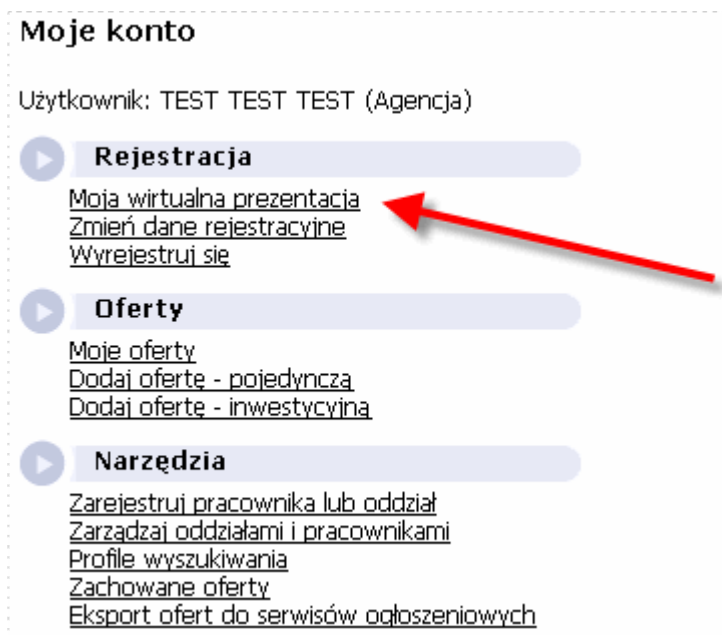 Moje konto
Użytkownik: TEST TEST TEST (Agencja)
Rejestracja
Moja wirtualna prezentacja
Zmień dane rejestracyjne
Wyrejestruj się
Oferty
Moje oferty
Dodaj ofertę - pojedynczą
Dodaj ofertę - inwestycyjną
Narzędzia
Zarejestruj pracownika lub oddział
Zarządzaj oddziałami i pracownikami
Profile wyszukiwania
Zachowane oferty
Eksport ofert do serwisów ogłoszeniowych